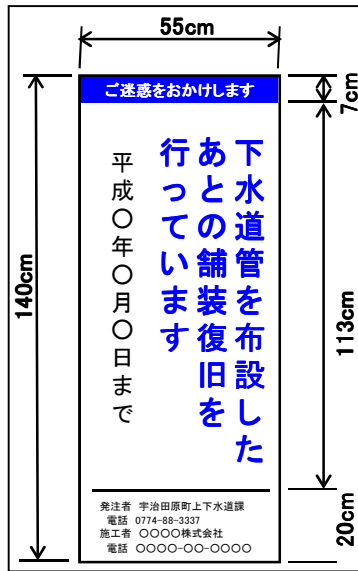 55cm
ご迷惑をおかけします
7cm
下水道管を布設した
あとの舗装復旧を
行っています
平成〇年〇月〇日まで
140cm
113cm
発注者 宇治田原町上下水道課
電話 0774-88-3337
施工者 〇〇〇〇株式会社
電話 〇〇〇〇-〇〇-〇〇〇〇
20cm